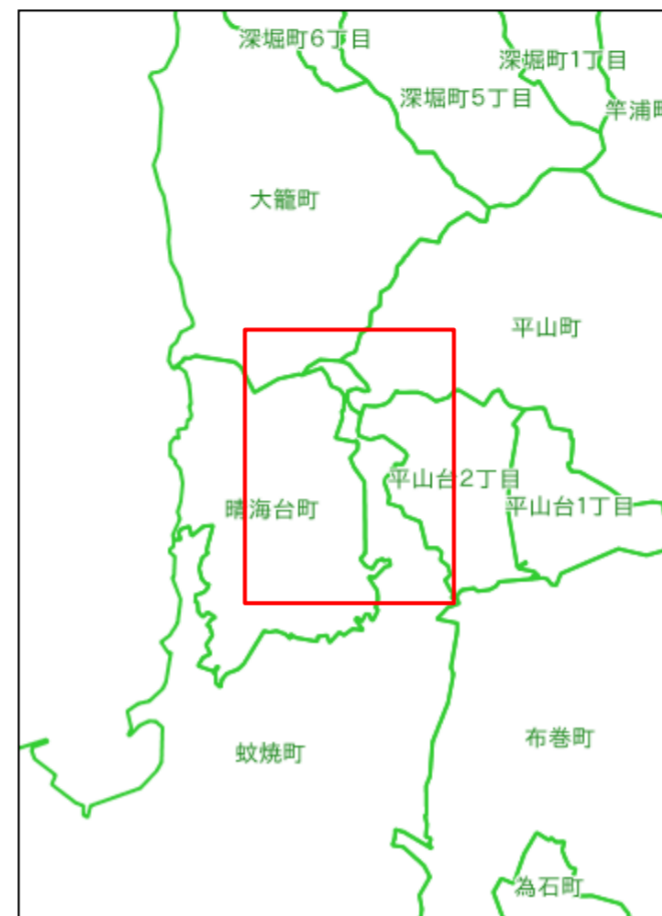 深堀町6丁目
深堀町1丁目
深堀町5丁目
竿浦町
大籠町
平山町
平山台2丁目
平山台1丁目
晴海台町
布巻町
蚊焼町
為石町